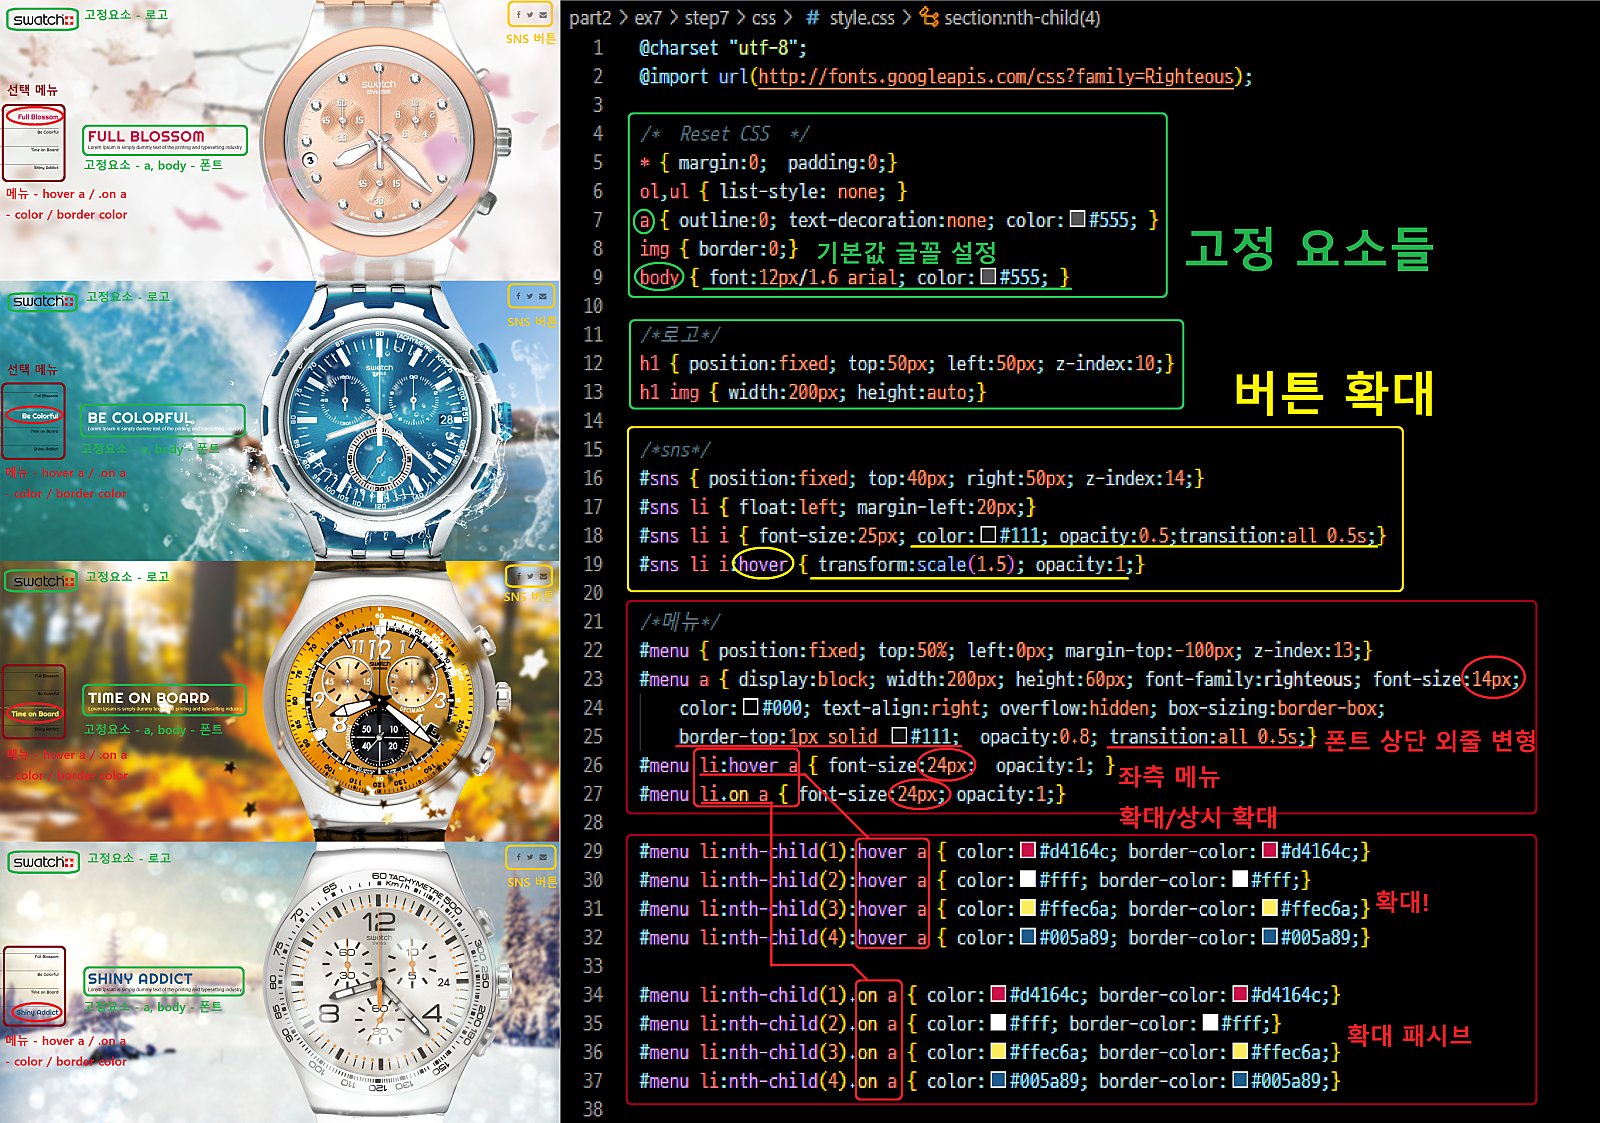 swatch
고정요소 - 로고
SNS 버튼
선택 메뉴
Full Blossom
Be Colorful
Time on Board
Shiny Addict
FULL BLOSSOM
Lorem Ipsum is simply dummy text of the printing and typesetting industry
고정요소 - a, body - 폰트
메뉴 - hover a / .on a
- color / border color
swatch
고정요소 - 로고
SNS 버튼
선택 메뉴
Full Blossom
Be Colorful
Time on Board
Shiny Addict
BE COLORFUL
Lorem Ipsum is simply dummy text of the printing and typesetting industry
고정요소 - a, body - 폰트
메뉴 - hover a / .on a
- color / border color
swatch
고정요소 - 로고
SNS 버튼
Full Blossom
Be Colorful
Time on Board
Shiny Addict
TIME ON BOARD
Lorem Ipsum is simply dummy text of the printing and typesetting industry
고정요소 - a, body - 폰트
메뉴 - hover a / .on a
- color / border color
swatch
고정요소 - 로고
SNS 버튼
Full Blossom
Be Colorful
Time on Board
Shiny Addict
SHINY ADDICT
Lorem Ipsum is simply dummy text of the printing and typesetting industry
고정요소 - a, body - 폰트
메뉴 - hover a / .on a
- color / border color
part2 > ex7 > step7 > css > # style.css > section:nth-child(4)
1 @charset "utf-8";
2 @import url(http://fonts.googleapis.com/css?family=Righteous);
3
4 /* Reset CSS */
5 * { margin:0; padding:0;}
6 ol,ul { list-style: none; }
7 a { outline:0; text-decoration:none; color:#555; }
8 img { border:0;} 기본값 글꼴 설정
9 body { font:12px/1.6 arial; color:#555; }
고정 요소들
10
11 /*로고*/
12 h1 { position:fixed; top:50px; left:50px; z-index:10;}
13 h1 img { width:200px; height:auto;}
버튼 확대
14
15 /*sns*/
16 #sns { position:fixed; top:40px; right:50px; z-index:14;}
17 #sns li { float:left; margin-left:20px;}
18 #sns li i { font-size:25px; color:#111; opacity:0.5;transition:all 0.5s;}
19 #sns li i:hover { transform:scale(1.5); opacity:1;}
20
21 /*메뉴*/
22 #menu { position:fixed; top:50%; left:0px; margin-top:-100px; z-index:13;}
23 #menu a { display:block; width:200px; height:60px; font-family:righteous; font-size:14px;
24 color:#000; text-align:right; overflow:hidden; box-sizing:border-box;
25 border-top:1px solid #111; opacity:0.8; transition:all 0.5s;} 폰트 상단 외줄 변형
26 #menu li:hover a { font-size:24px; opacity:1; } 좌측 메뉴
27 #menu li.on a { font-size:24px; opacity:1;}
확대/상시 확대
28
29 #menu li:nth-child(1):hover a { color:#d4164c; border-color:#d4164c;}
30 #menu li:nth-child(2):hover a { color:#fff; border-color:#fff;}
31 #menu li:nth-child(3):hover a { color:#ffec6a; border-color:#ffec6a;} 확대!
32 #menu li:nth-child(4):hover a { color:#005a89; border-color:#005a89;}
33
34 #menu li:nth-child(1).on a { color:#d4164c; border-color:#d4164c;}
35 #menu li:nth-child(2).on a { color:#fff; border-color:#fff;}
확대 패시브
36 #menu li:nth-child(3).on a { color:#ffec6a; border-color:#ffec6a;}
37 #menu li:nth-child(4).on a { color:#005a89; border-color:#005a89;}
38